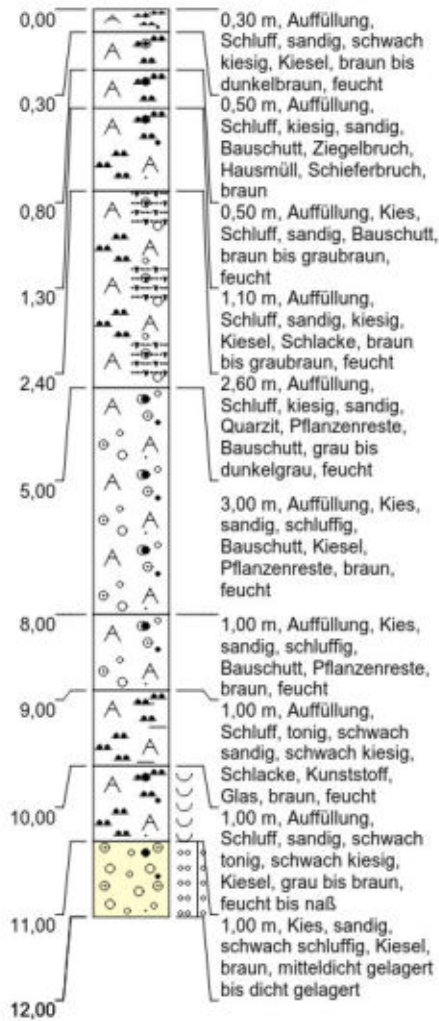 0,00
0,30 m, Auffüllung,
Schluff, sandig, schwach
kiesig, Kiesel, braun bis
dunkelbraun, feucht
0,30
0,50 m, Auffüllung,
Schluff, kiesig, sandig,
Bauschutt, Ziegelbruch,
Hausmüll, Schieferbruch,
braun
0,80
0,50 m, Auffüllung, Kies,
Schluff, sandig, Bauschutt,
braun bis graubraun,
feucht
1,30
1,10 m, Auffüllung,
Schluff, sandig, kiesig,
Kiesel, Schlacke, braun
bis graubraun, feucht
2,40
2,60 m, Auffüllung,
Schluff, kiesig, sandig,
Quarzit, Pflanzenreste,
Bauschutt, grau bis
dunkelgrau, feucht
5,00
3,00 m, Auffüllung, Kies,
sandig, schluffig,
Bauschutt, Kiesel,
Pflanzenreste, braun,
feucht
8,00
1,00 m, Auffüllung, Kies,
sandig, schluffig,
Bauschutt, Pflanzenreste,
braun, feucht
9,00
1,00 m, Auffüllung,
Schluff, tonig, schwach
sandig, schwach kiesig,
Schlacke, Kunststoff,
Glas, braun, feucht
10,00
1,00 m, Auffüllung,
Schluff, sandig, schwach
tonig, schwach kiesig,
Kiesel, grau bis braun,
feucht bis naß
11,00
1,00 m, Kies, sandig,
schwach schluffig, Kiesel,
braun, mitteldicht gelagert
bis dicht gelagert
12,00